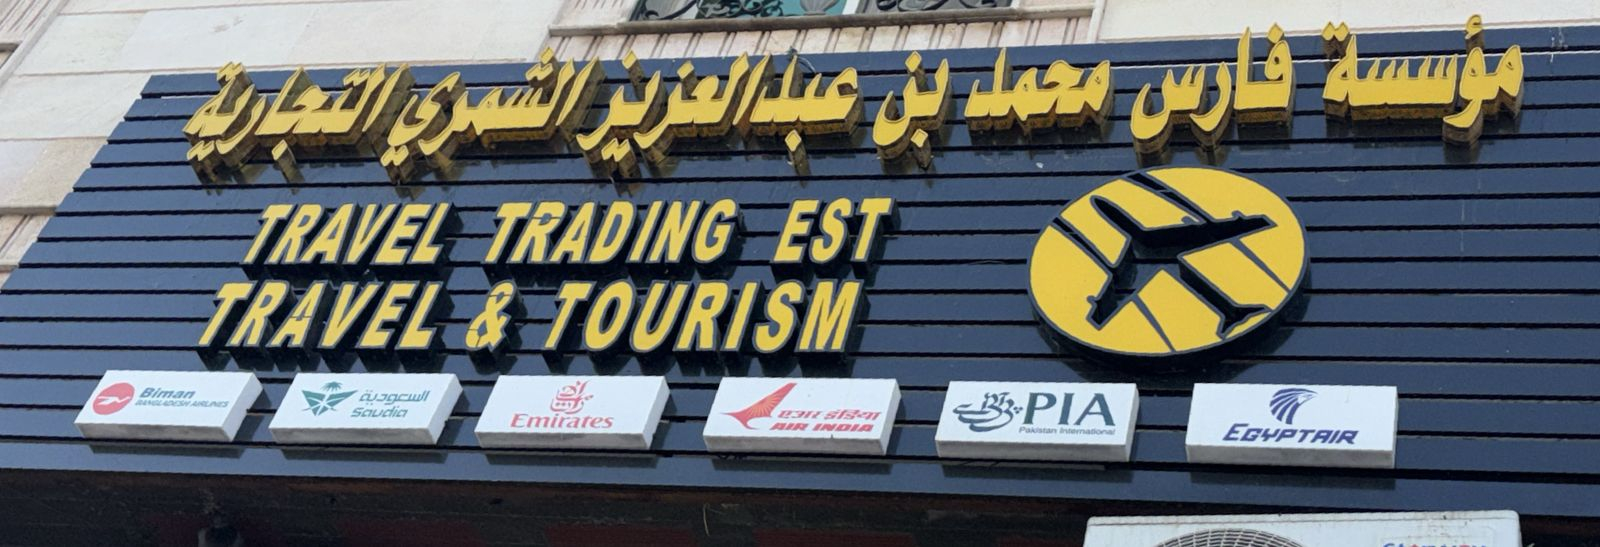 مؤسسة فارس محمد بن عبدالعزيز الشمري التجارية
TRAVEL TRADING EST
TRAVEL & TOURISM
Biman
BANGLADESH AIRLINES
السعودية
Saudia
Emirates
एअर इंडिया
AIR INDIA
PIA
Pakistan International
EGYPTAIR